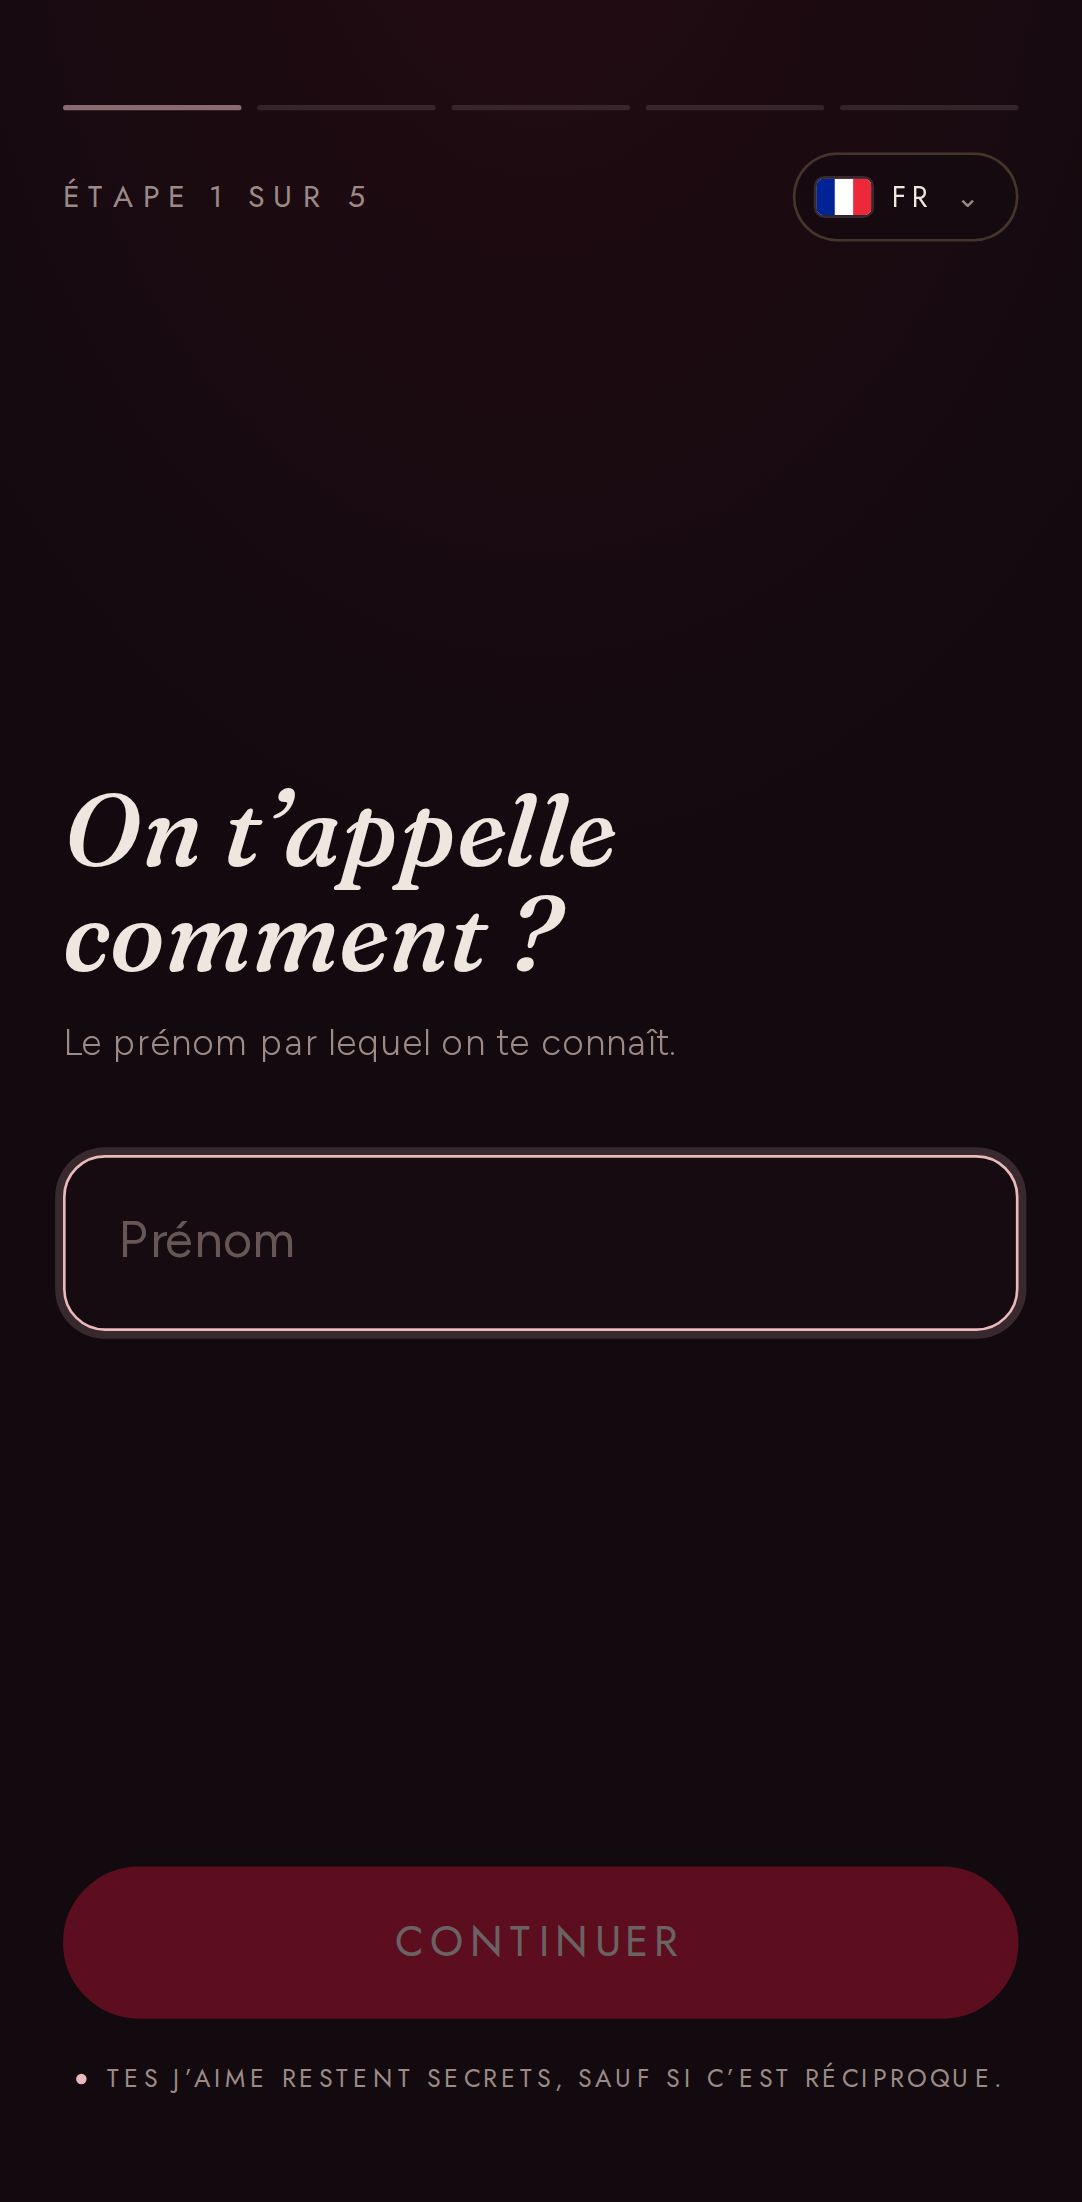 ÉTAPE 1 SUR 5
FR
On t’appelle
comment ?
Le prénom par lequel on te connaît.
Prénom
CONTINUER
TES J’AIME RESTENT SECRETS, SAUF SI C’EST RÉCIPROQUE.